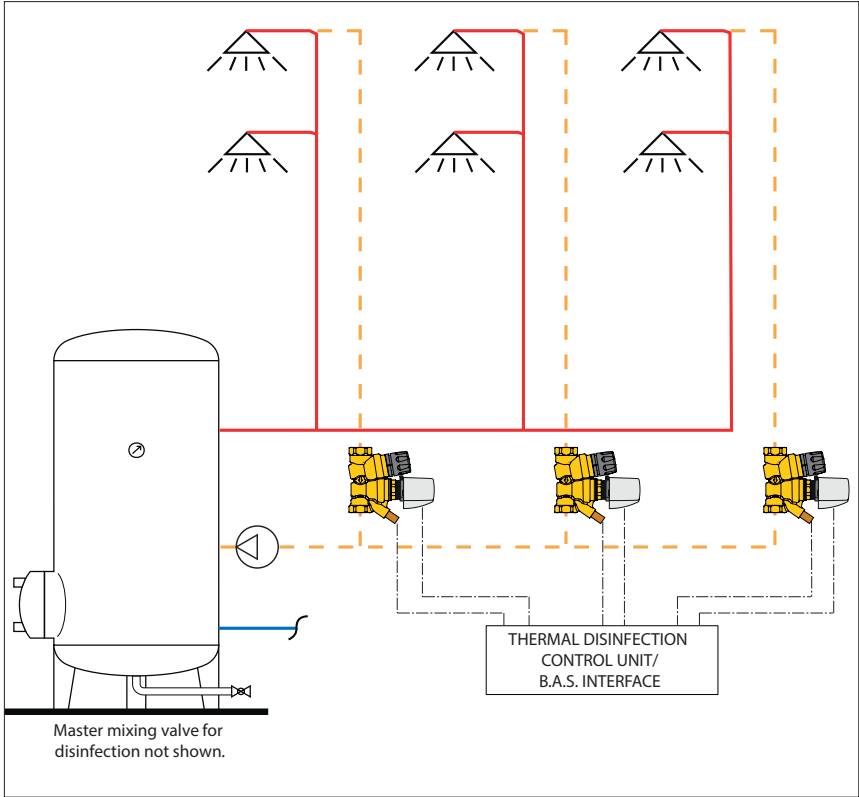 THERMAL DISINFECTION
CONTROL UNIT/
B.A.S. INTERFACE
Master mixing valve for
disinfection not shown.